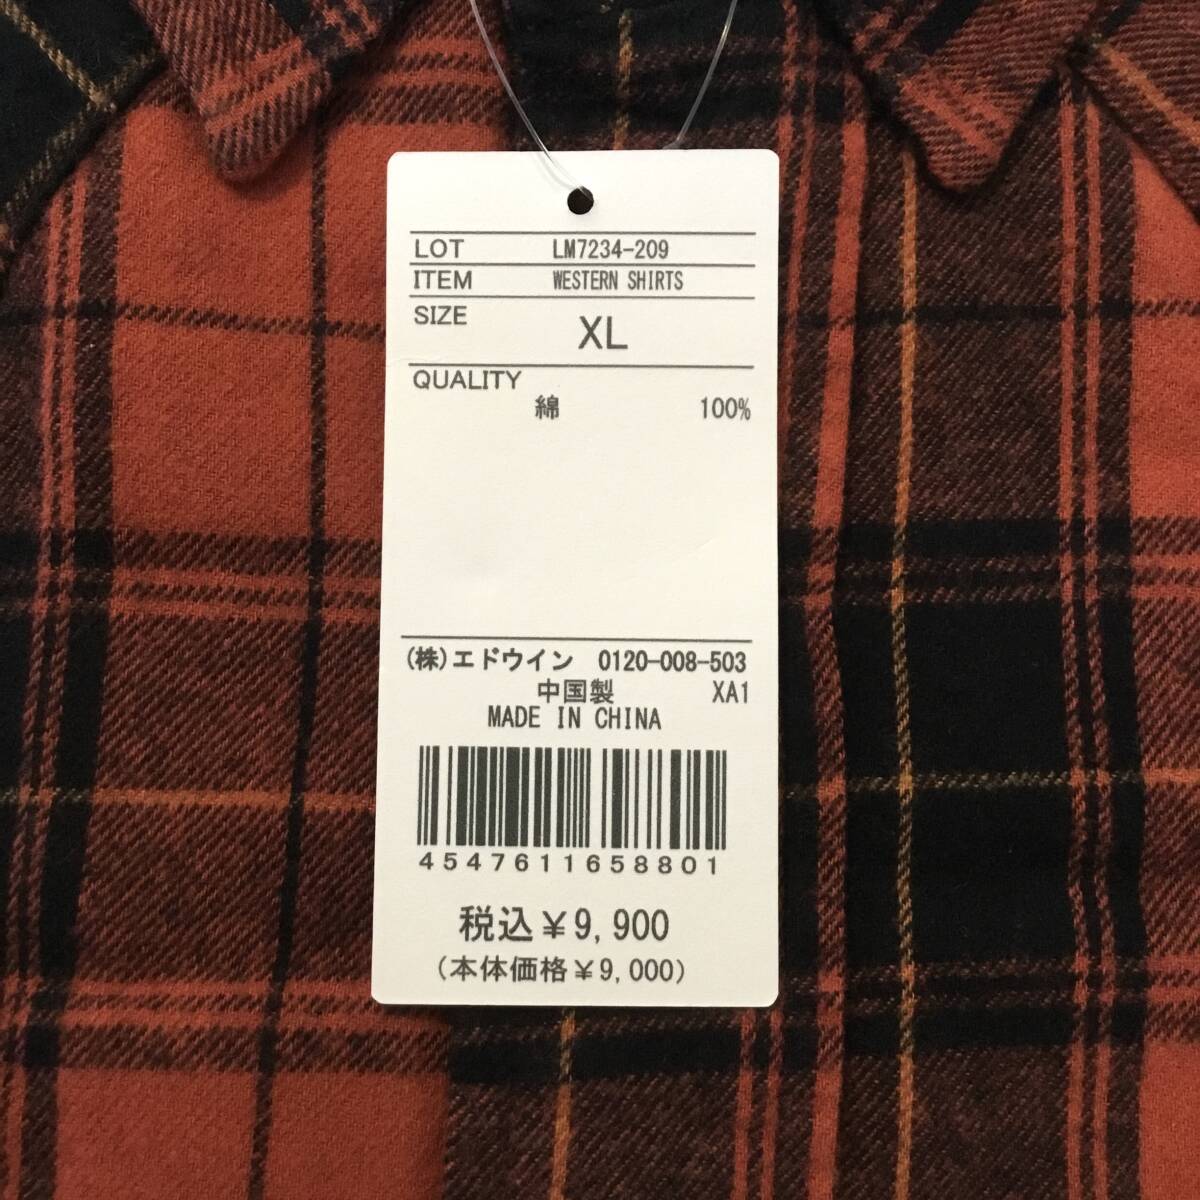 LOT LM7234-209
ITEM WESTERN SHIRTS
SIZE XL
QUALITY
綿 100%
(株)エドウイン 0120-008-503
中国製 XA1
MADE IN CHINA
4547611658801
税込¥9,900
(本体価格¥9,000)